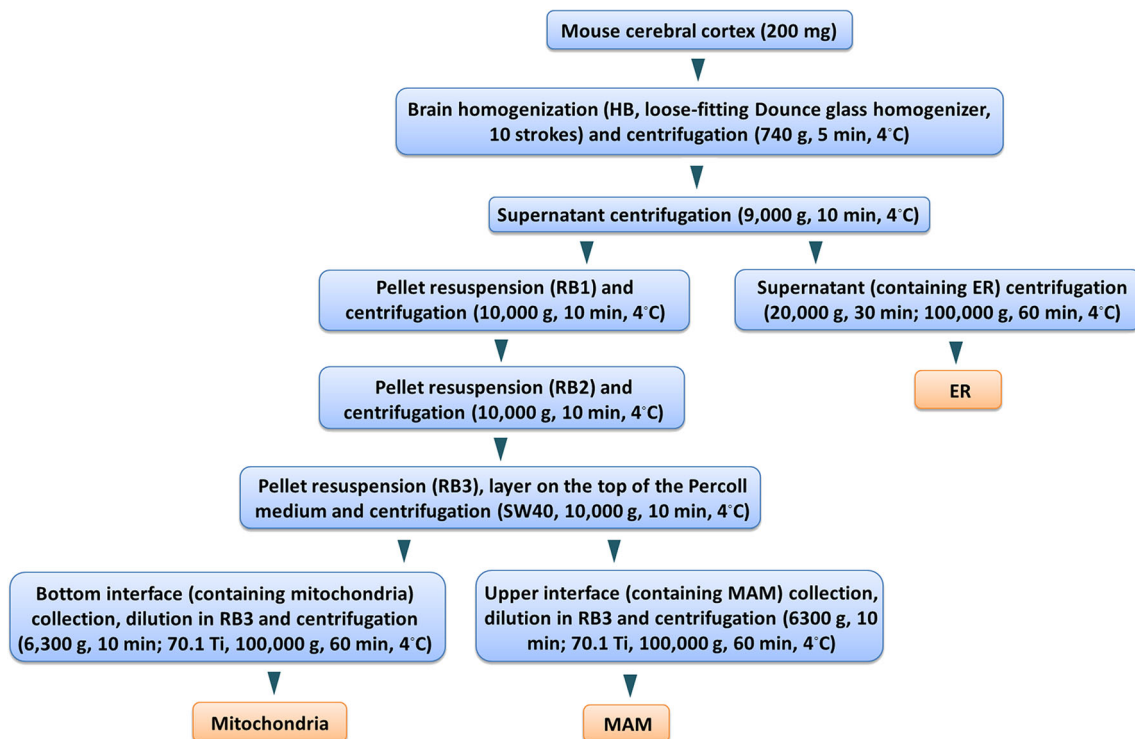 Mouse cerebral cortex (200 mg)
Brain homogenization (HB, loose-fitting Dounce glass homogenizer,
10 strokes) and centrifugation (740 g, 5 min, 4°C)
Supernatant centrifugation (9,000 g, 10 min, 4°C)
Pellet resuspension (RB1) and
centrifugation (10,000 g, 10 min, 4°C)
Supernatant (containing ER) centrifugation
(20,000 g, 30 min; 100,000 g, 60 min, 4°C)
ER
Pellet resuspension (RB2) and
centrifugation (10,000 g, 10 min, 4°C)
Pellet resuspension (RB3), layer on the top of the Percoll
medium and centrifugation (SW40, 10,000 g, 10 min, 4°C)
Bottom interface (containing mitochondria)
collection, dilution in RB3 and centrifugation
(6,300 g, 10 min; 70.1 Ti, 100,000 g, 60 min, 4°C)
Upper interface (containing MAM) collection,
dilution in RB3 and centrifugation (6300 g, 10
min; 70.1 Ti, 100,000 g, 60 min, 4°C)
Mitochondria
MAM